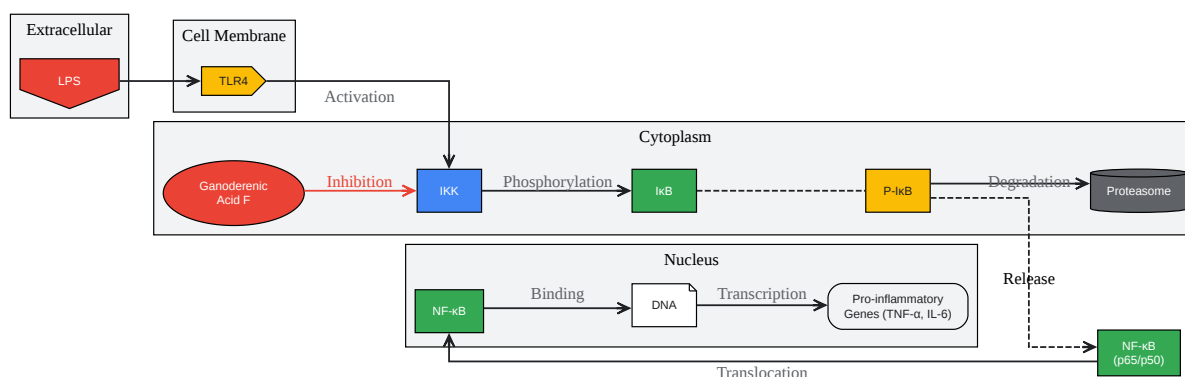 Extracellular
LPS
Cell Membrane
TLR4
Activation
Cytoplasm
Ganoderenic
Acid F
Inhibition
IKK
Phosphorylation
IκB
P-IκB
Degradation
Proteasome
Nucleus
NF-κB
Binding
DNA
Transcription
Pro-inflammatory
Genes (TNF-α, IL-6)
Release
NF-κB
(p65/p50)
Translocation